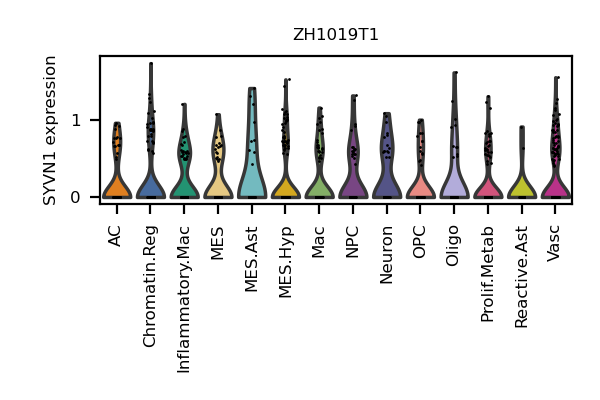 ZH1019T1
SYVN1 expression
1
0
AC
Chromatin.Reg
Inflammatory.Mac
MES
MES.Ast
MES.Hyp
Mac
NPC
Neuron
OPC
Oligo
Prolif.Metab
Reactive.Ast
Vasc